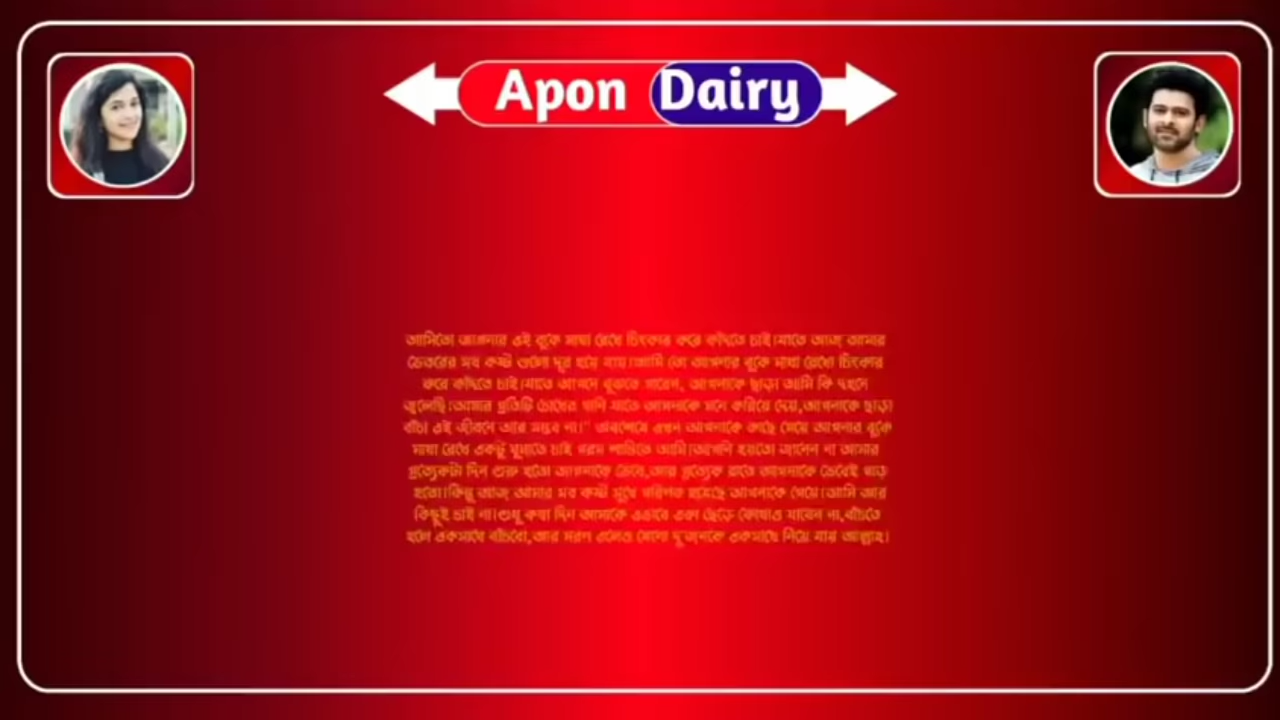 Apon Dairy
আমিতো আপনার এই বুকে মাথা রেখে চিৎকার করে কাঁদতে চাই।যাতে আজ আমার
ভেতরের সব কষ্ট গুলো দূর হয়ে যায়।আমি তো আপনার বুকে মাথা রেখে চিৎকার
করে কাঁদতে চাই।যাতে আপনে বুঝতে পারেন, আপনাকে ছাড়া আমি কি
আমার প্রতিটি চোখের পানি যাতে আপনাকে মনে করিয়ে দেয়,আপনাকে ছাড়া
বাঁচা এই জীবনে আর সম্ভব না।" অবশেষে এখন আপনাকে কাছে পেয়ে আপনার বুকে
মাথা রেখে একটু ঘুমাতে চাই পরম শান্তিতে আমি।আপনি হয়তো জানেন না আমার
প্রত্যেকটা দিন শুরু হতো আপনাকে ভেবে,আর প্রত্যেক রাতে আপনাকে ভেবেই পার
হতো।কিন্তু আজ আমার সব কষ্ট সুখে পরিণত হয়েছে আপনাকে পেয়ে।আমি আর
কিছুই চাই না।শুধু কথা দিন আমাকে এভাবে একা ছেড়ে কোথাও যাবেন না,বাঁচতে
হলে একসাথে বাঁচবো,আর মরণ এলেও যেনো দু'জনকে একসাথে নিয়ে যায় আল্লাহ।